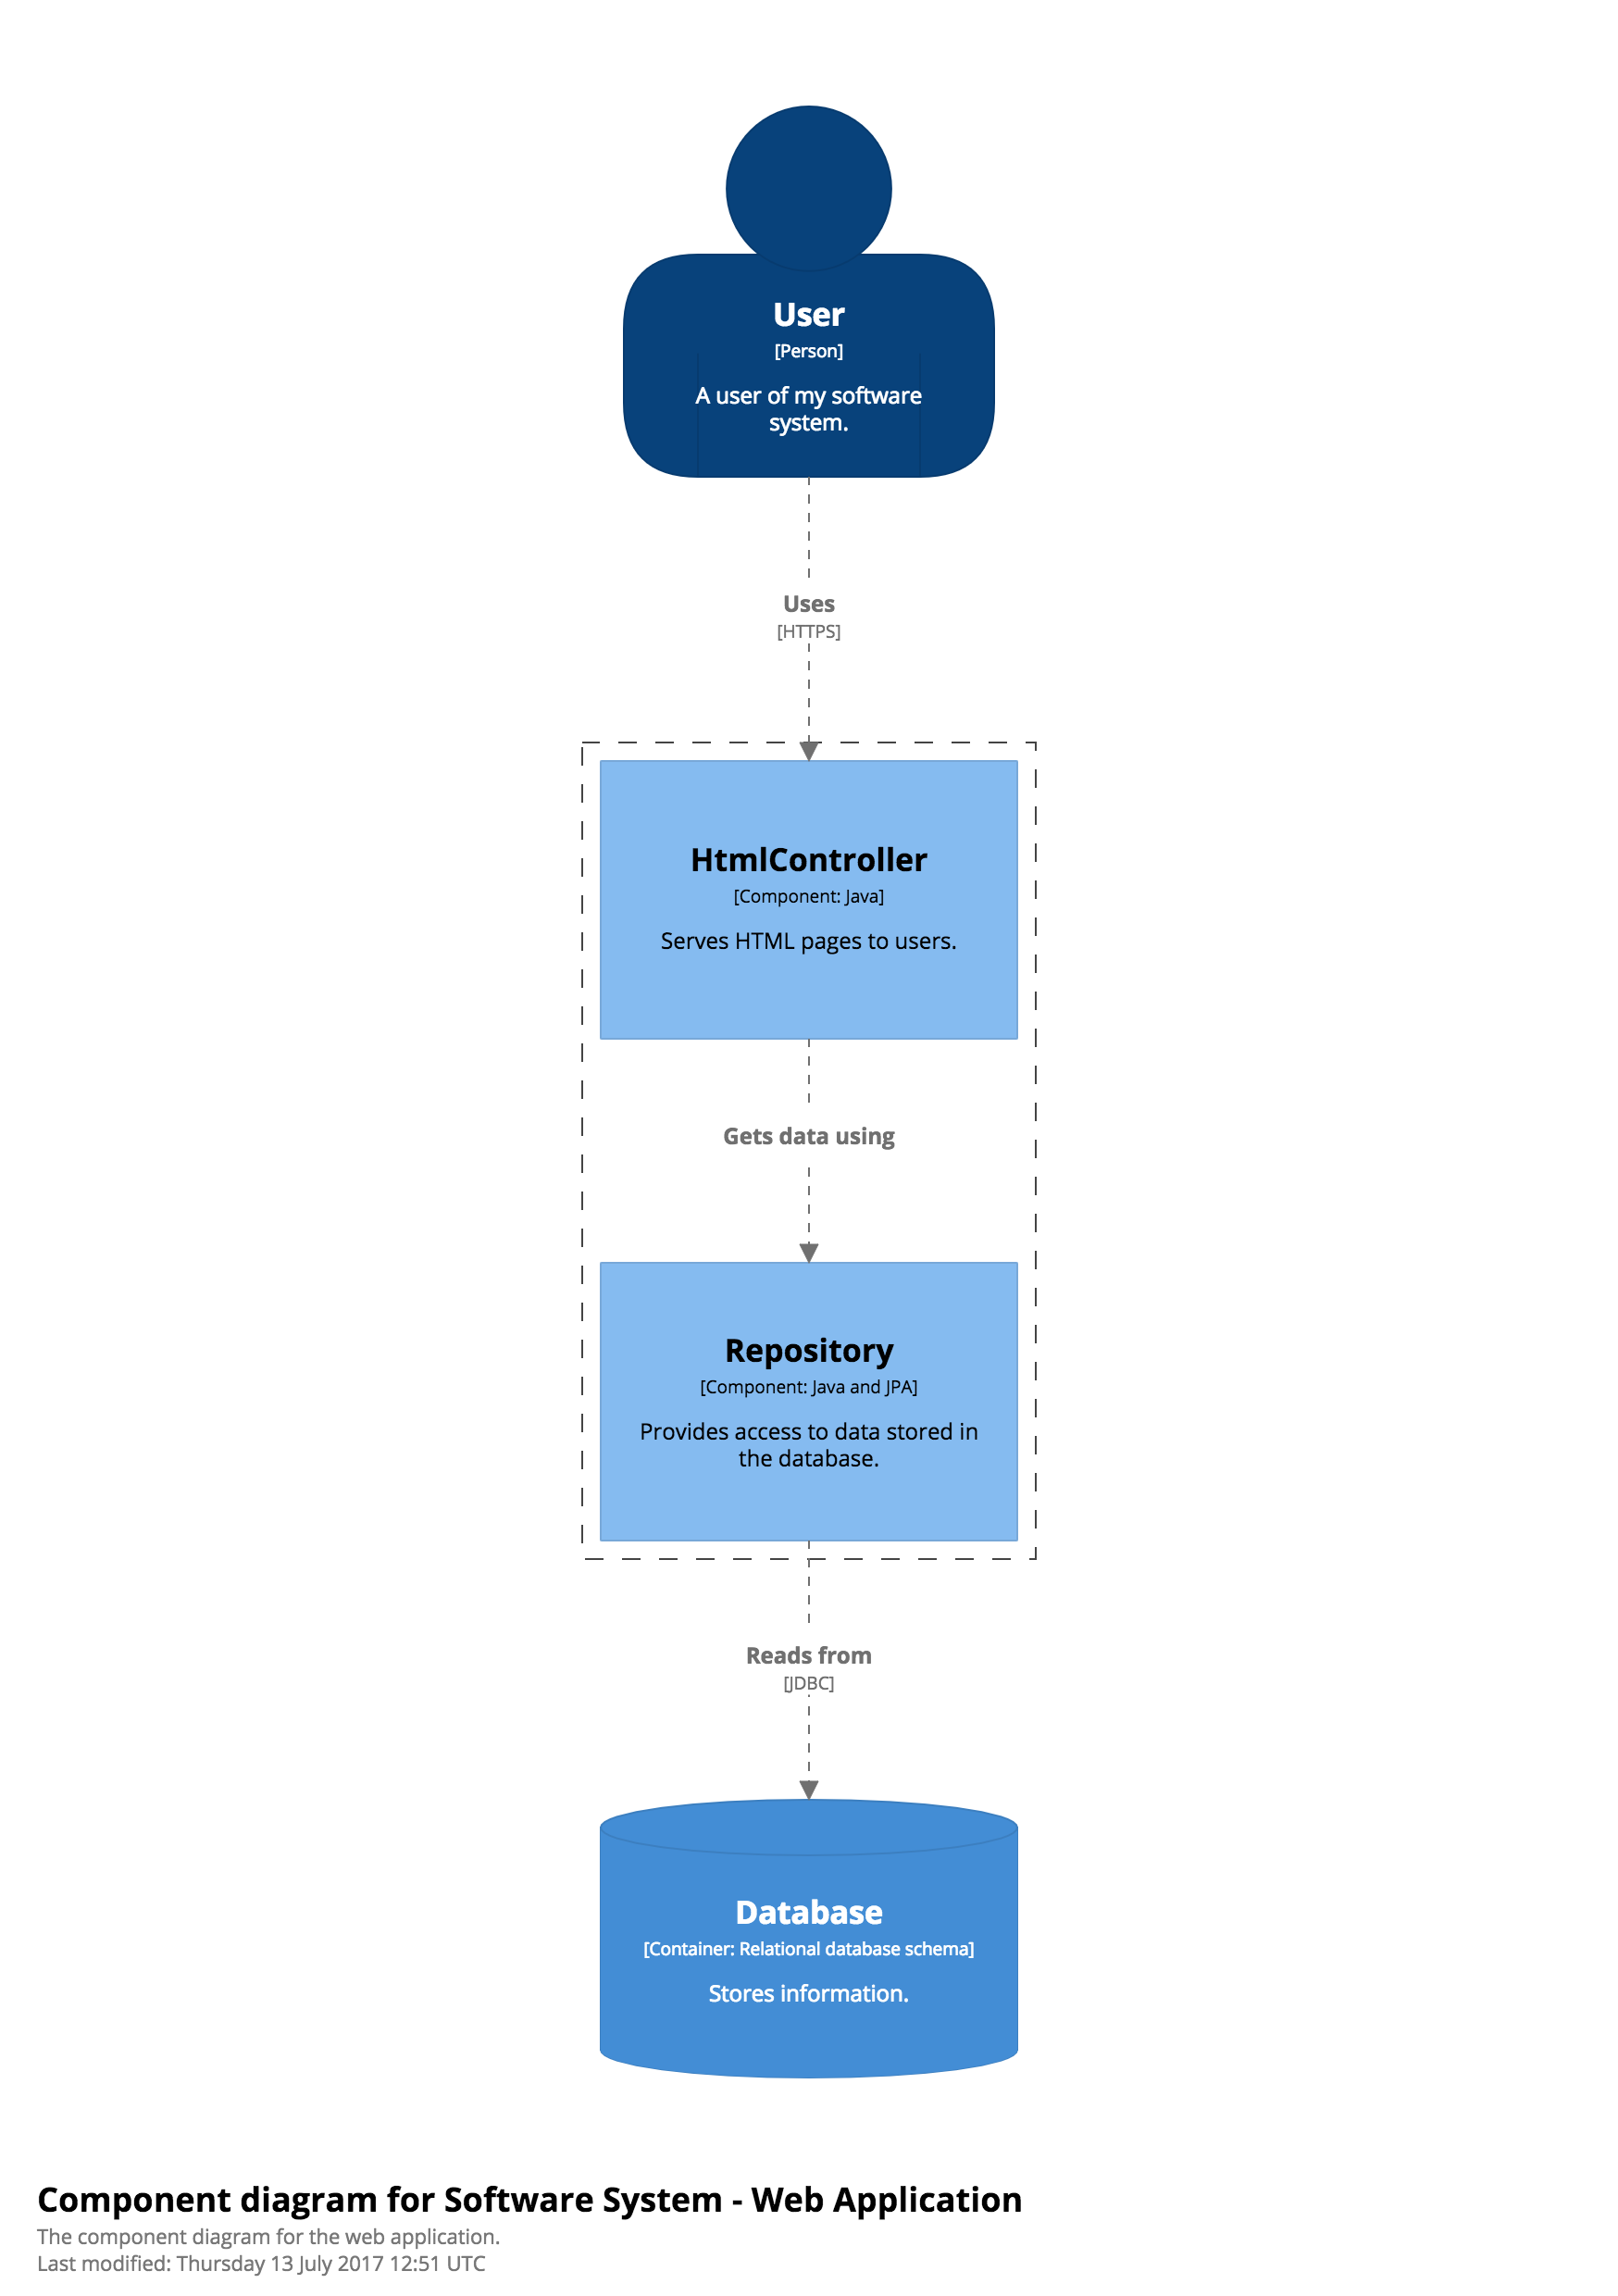 User
[Person]
A user of my software
system.
Uses
[HTTPS]
HtmlController
[Component: Java]
Serves HTML pages to users.
Gets data using
Repository
[Component: Java and JPA]
Provides access to data stored in
the database.
Reads from
[JDBC]
Database
[Container: Relational database schema]
Stores information.
Component diagram for Software System - Web Application
The component diagram for the web application.
Last modified: Thursday 13 July 2017 12:51 UTC